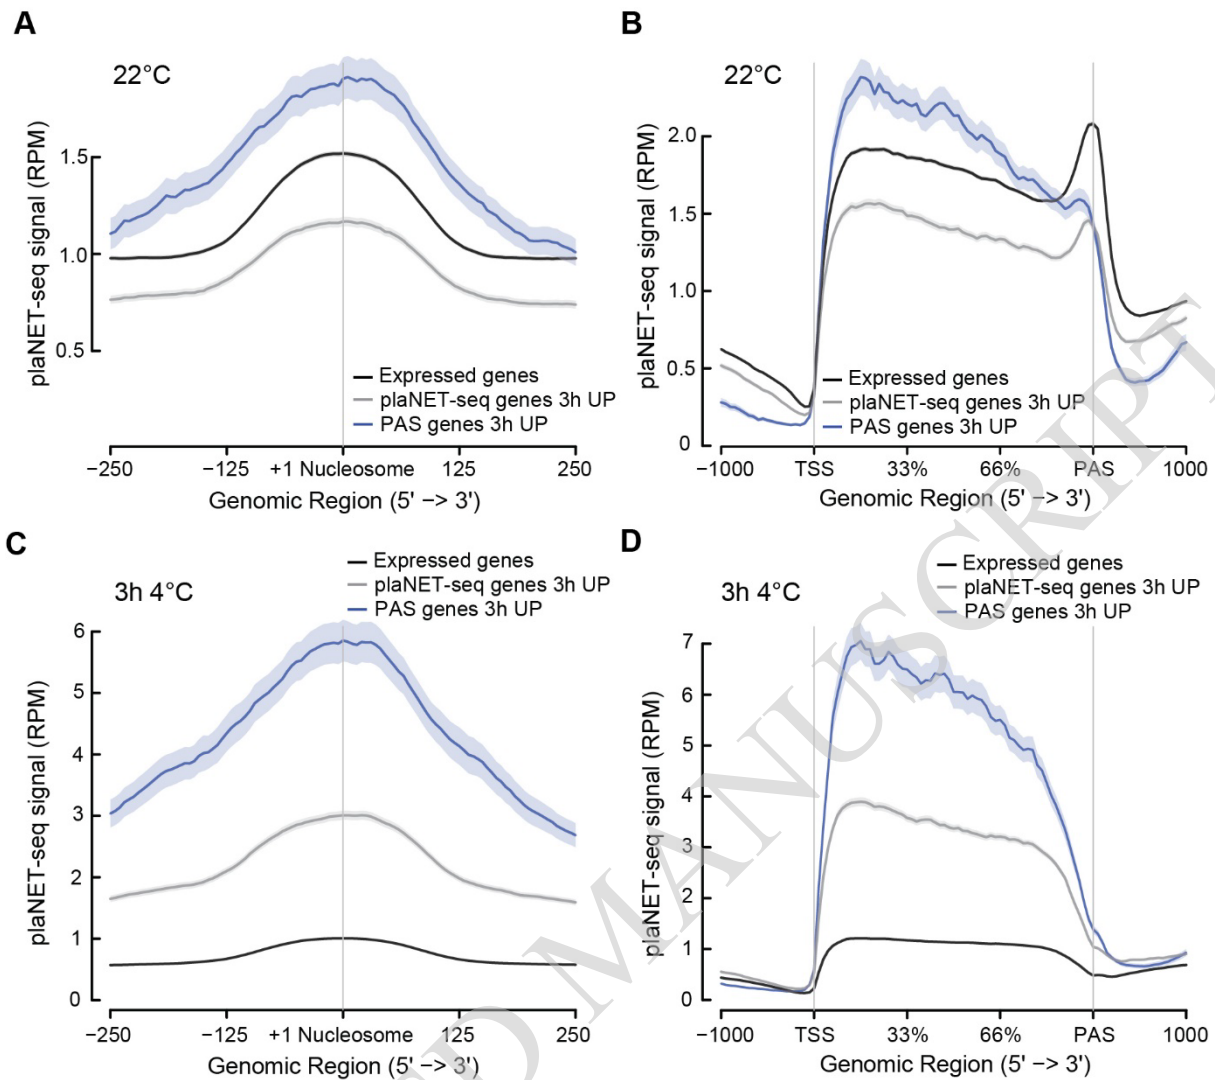 A
22°C
plaNET-seq signal (RPM)
1.5
1.0
0.5
Expressed genes
plaNET-seq genes 3h UP
PAS genes 3h UP
−250 −125 +1 Nucleosome 125 250
Genomic Region (5' −> 3')
B
22°C
plaNET-seq signal (RPM)
2.0
1.5
1.0
0.5
0
Expressed genes
plaNET-seq genes 3h UP
PAS genes 3h UP
−1000 TSS 33% 66% PAS 1000
Genomic Region (5' −> 3')
C
3h 4°C
Expressed genes
plaNET-seq genes 3h UP
PAS genes 3h UP
plaNET-seq signal (RPM)
6
5
4
3
2
1
0
−250 −125 +1 Nucleosome 125 250
Genomic Region (5' −> 3')
D
3h 4°C
Expressed genes
plaNET-seq genes 3h UP
PAS genes 3h UP
plaNET-seq signal (RPM)
7
6
5
4
3
2
1
0
−1000 TSS 33% 66% PAS 1000
Genomic Region (5' −> 3')
D MANUSCRIPT